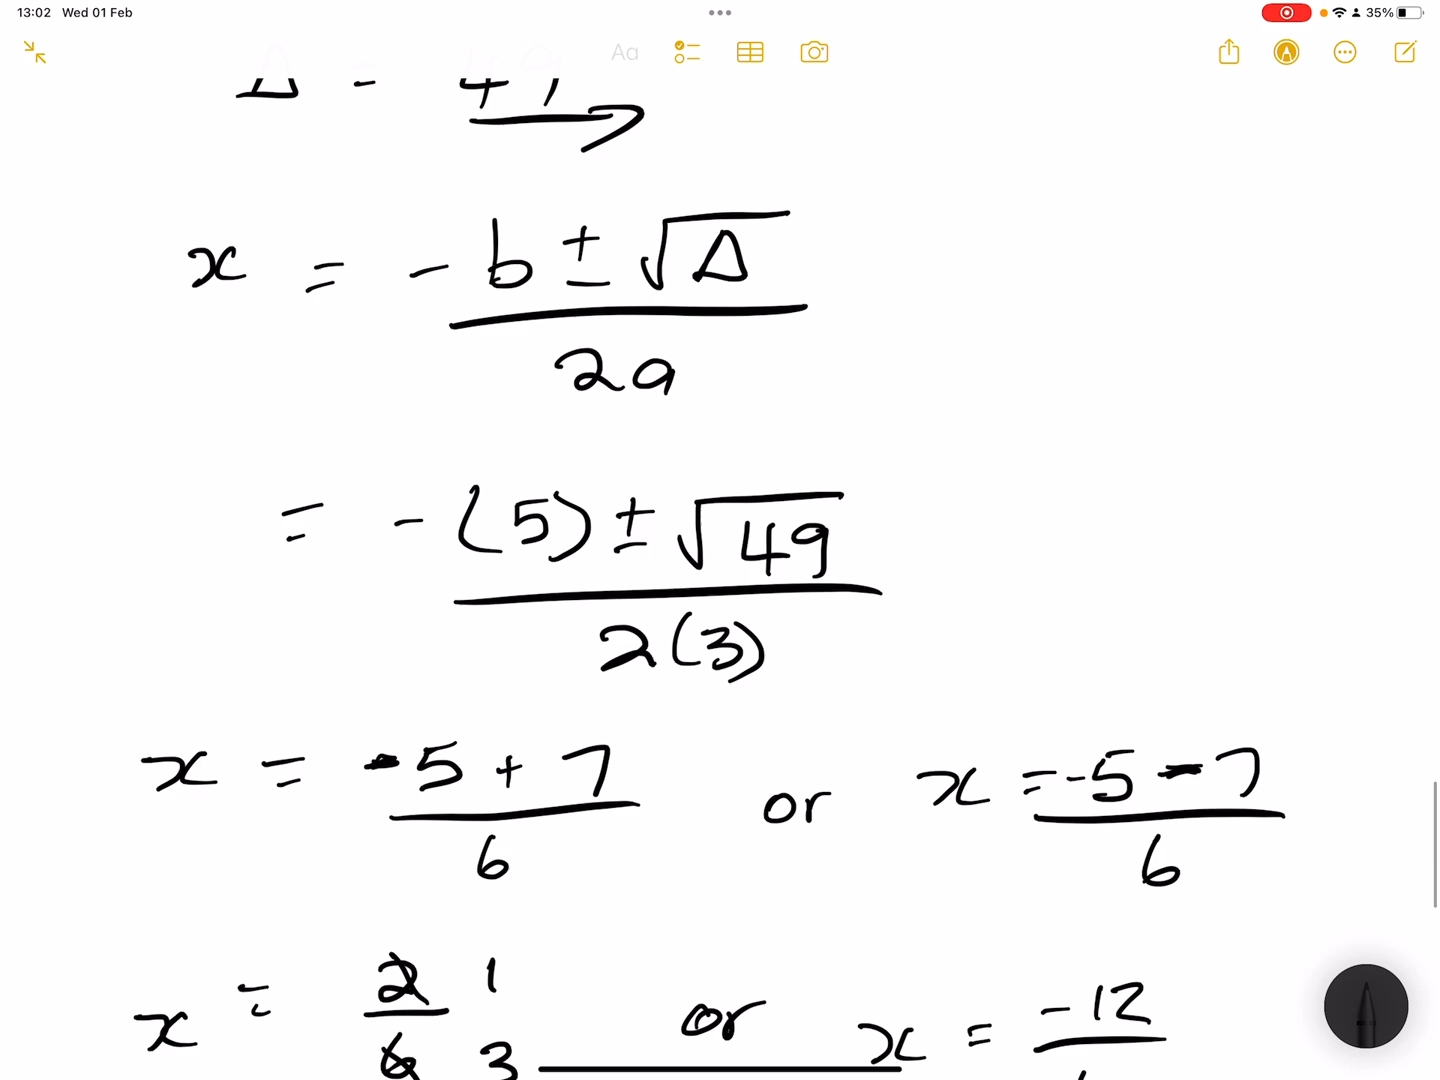 13:02 Wed 01 Feb 35%
Aa
Δ = 49
x = -b ± √Δ
2a
= -(5) ± √49
2(3)
x = -5 + 7 or x = -5 - 7
6 6
x = 2 1 or x = -12
6 3